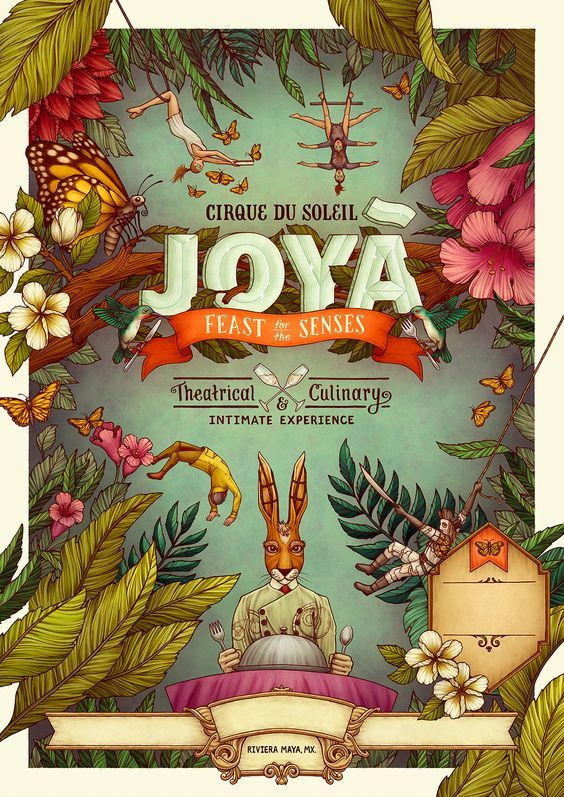 CIRQUE DU SOLEIL
JOYÀ
FEAST for the SENSES
Theatrical & Culinary
INTIMATE EXPERIENCE
RIVIERA MAYA, MX.